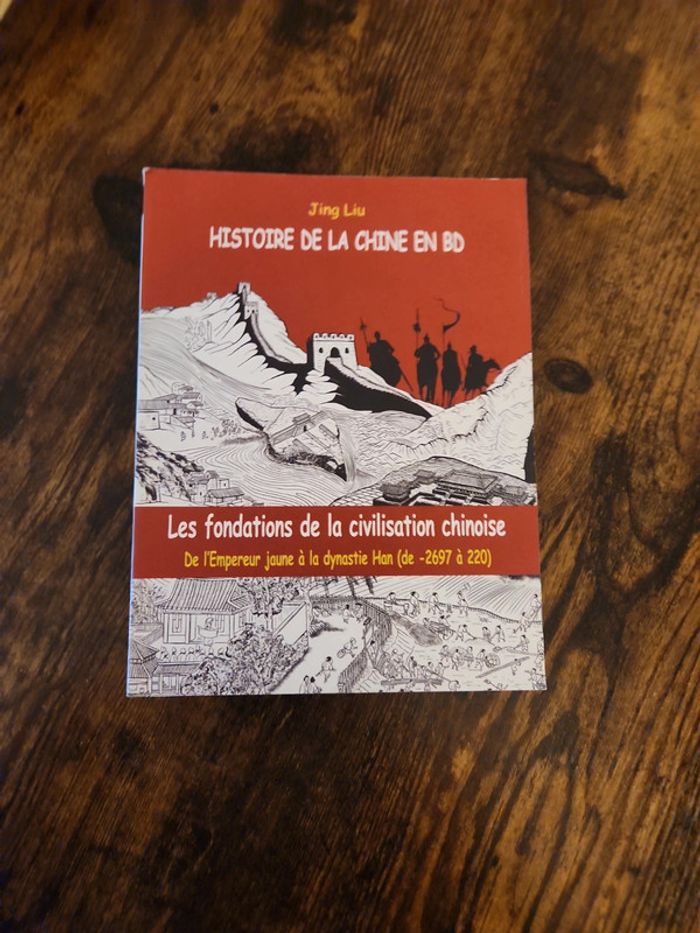 Jing Liu
HISTOIRE DE LA CHINE EN BD
Les fondations de la civilisation chinoise
De l'Empereur jaune à la dynastie Han (de -2697 à 220)